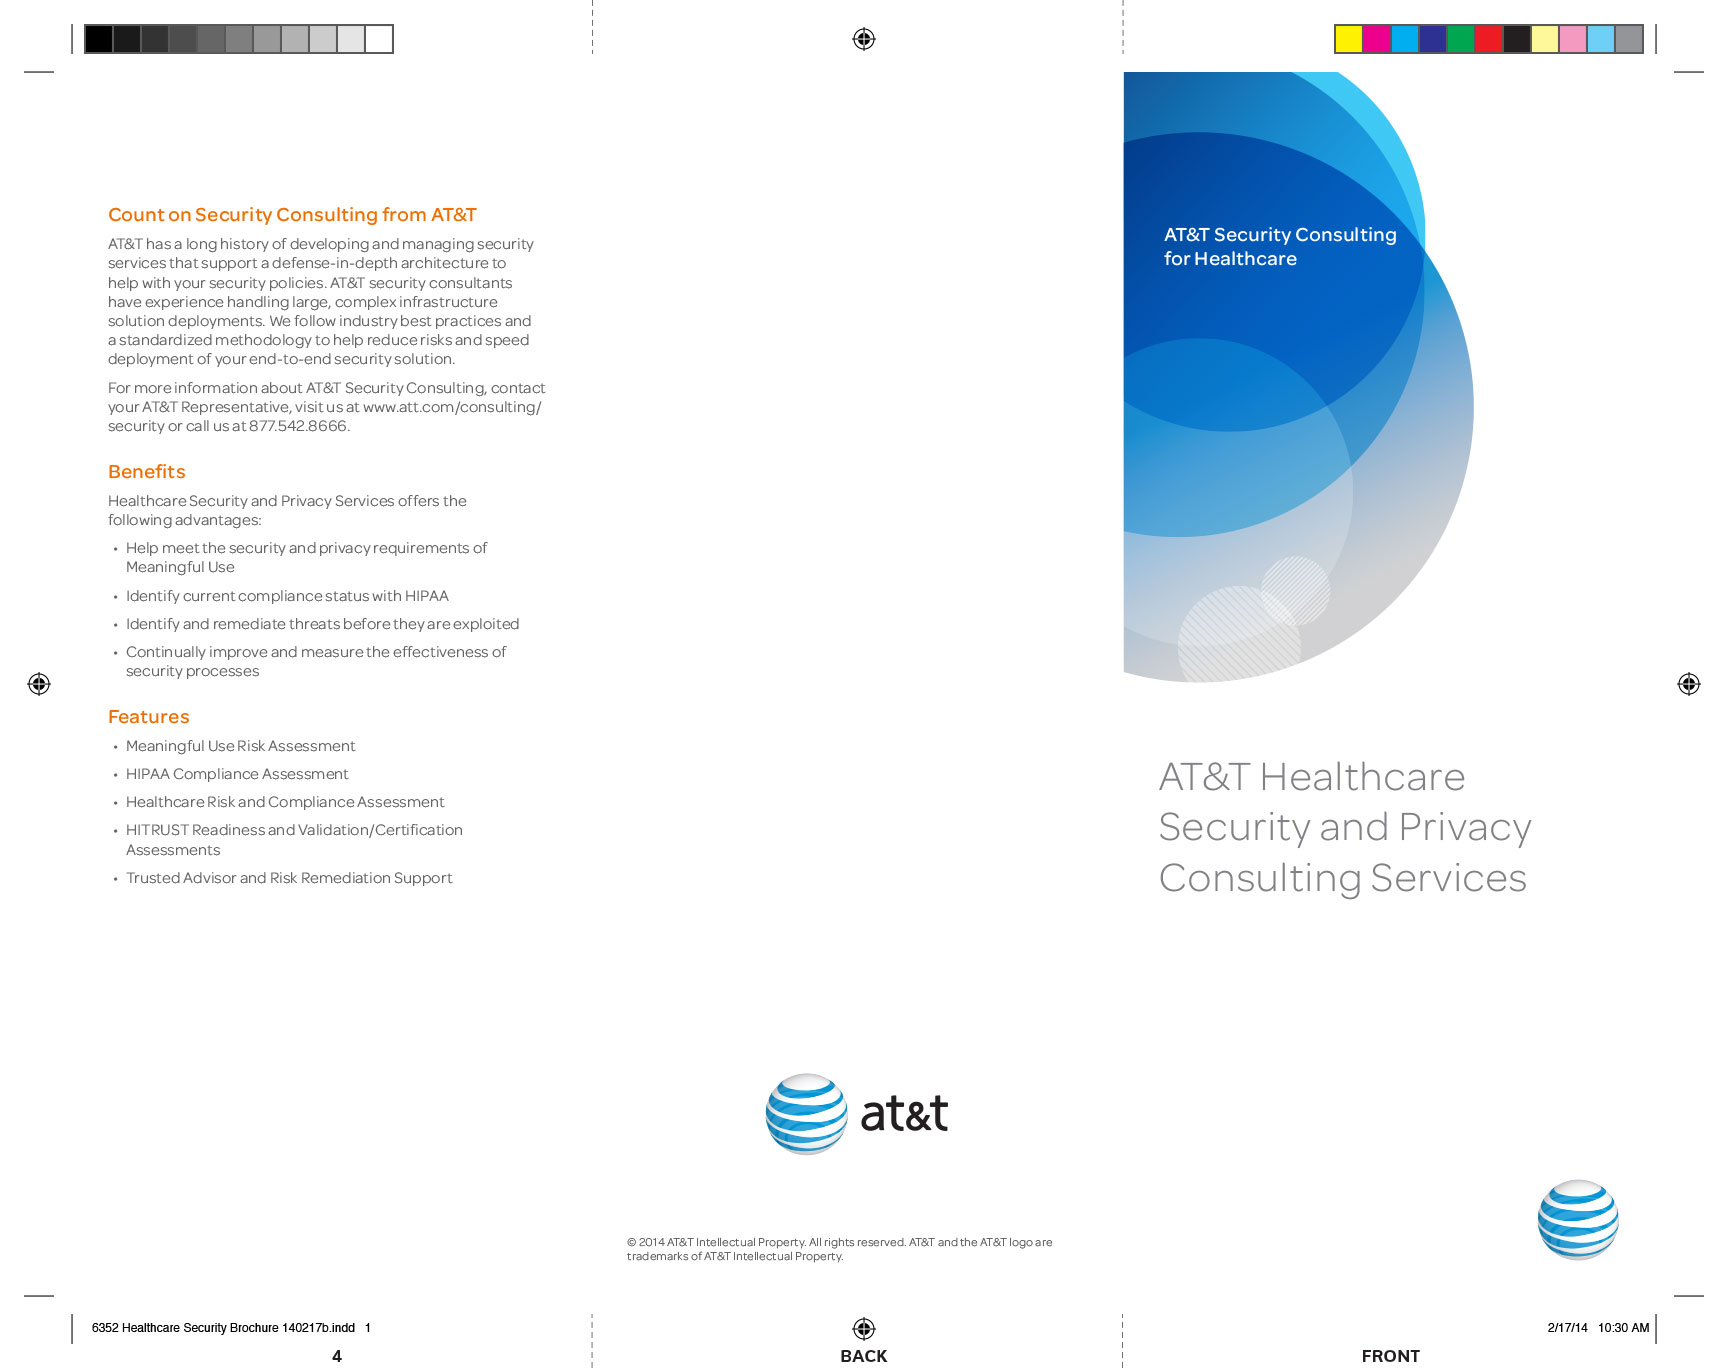 Count on Security Consulting from AT&T
AT&T has a long history of developing and managing security
services that support a defense-in-depth architecture to
help with your security policies. AT&T security consultants
have experience handling large, complex infrastructure
solution deployments. We follow industry best practices and
a standardized methodology to help reduce risks and speed
deployment of your end-to-end security solution.
For more information about AT&T Security Consulting, contact
your AT&T Representative, visit us at www.att.com/consulting/
security or call us at 877.542.8666.
Benefits
Healthcare Security and Privacy Services offers the
following advantages:
• Help meet the security and privacy requirements of
Meaningful Use
• Identify current compliance status with HIPAA
• Identify and remediate threats before they are exploited
• Continually improve and measure the effectiveness of
security processes
Features
• Meaningful Use Risk Assessment
• HIPAA Compliance Assessment
• Healthcare Risk and Compliance Assessment
• HITRUST Readiness and Validation/Certification
Assessments
• Trusted Advisor and Risk Remediation Support
at&t
© 2014 AT&T Intellectual Property. All rights reserved. AT&T and the AT&T logo are
trademarks of AT&T Intellectual Property.
AT&T Security Consulting
for Healthcare
AT&T Healthcare
Security and Privacy
Consulting Services
6352 Healthcare Security Brochure 140217b.indd 1
2/17/14 10:30 AM
4
BACK
FRONT